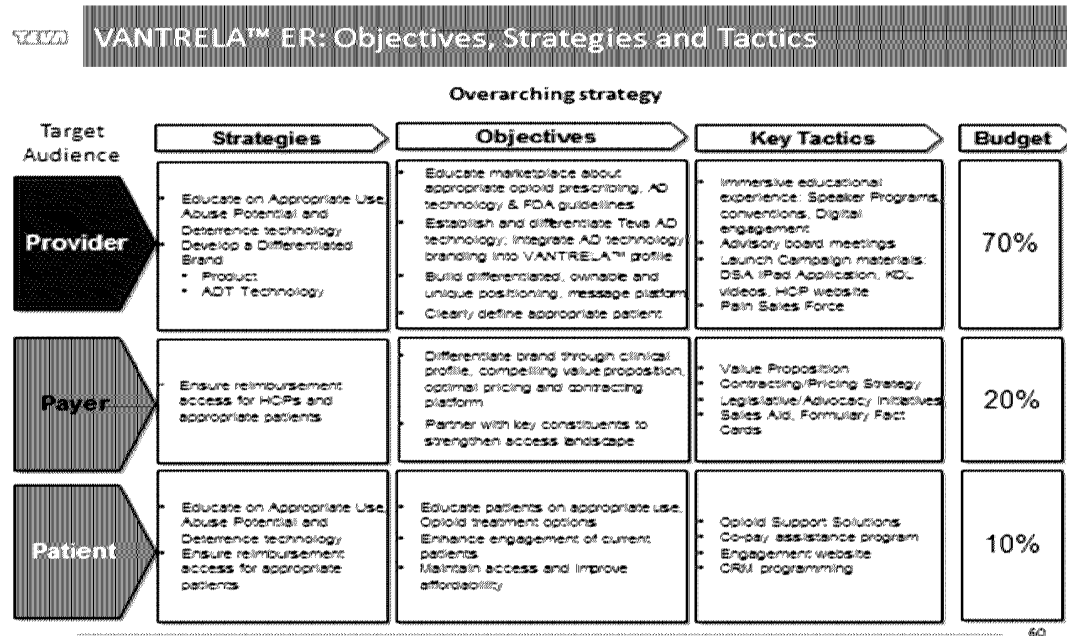 TEVA
VANTRELA™ ER: Objectives, Strategies and Tactics
Overarching strategy
Target
Audience
Strategies
Objectives
Key Tactics
Budget
Provider
• Educate on Appropriate Use,
Abuse Potential and
Deterrence technology
• Develop a Differentiated
Brand
• Product
• ADT Technology
• Educate marketplace about
appropriate opioid prescribing, AD
technology & FDA guidelines
• Establish and differentiate Teva AD
technology; integrate AD technology
branding into VANTRELA™ profile
• Build differentiated, ownable and
unique positioning, message platform
• Clearly define appropriate patient
• Immersive educational
experience: Speaker Programs,
conventions, Digital
engagement
• Advisory board meetings
• Launch Campaign materials:
DSA iPad Application, KOL
videos, HCP website
• Pain Sales Force
70%
Payer
• Ensure reimbursement
access for HCPs and
appropriate patients
• Differentiate brand through clinical
profile, compelling value proposition,
optimal pricing and contracting
platform
• Partner with key constituents to
strengthen access landscape
• Value Proposition
• Contracting/Pricing Strategy
• Legislative/Advocacy Initiatives
• Sales Aid, Formulary Fact
Cards
20%
Patient
• Educate on Appropriate Use,
Abuse Potential and
Deterrence technology
• Ensure reimbursement
access for appropriate
patients
• Educate patients on appropriate use,
Opioid treatment options
• Enhance engagement of current
patients
• Maintain access and improve
affordability
• Opioid Support Solutions
• Co-pay assistance program
• Engagement website
• CRM programming
10%
60